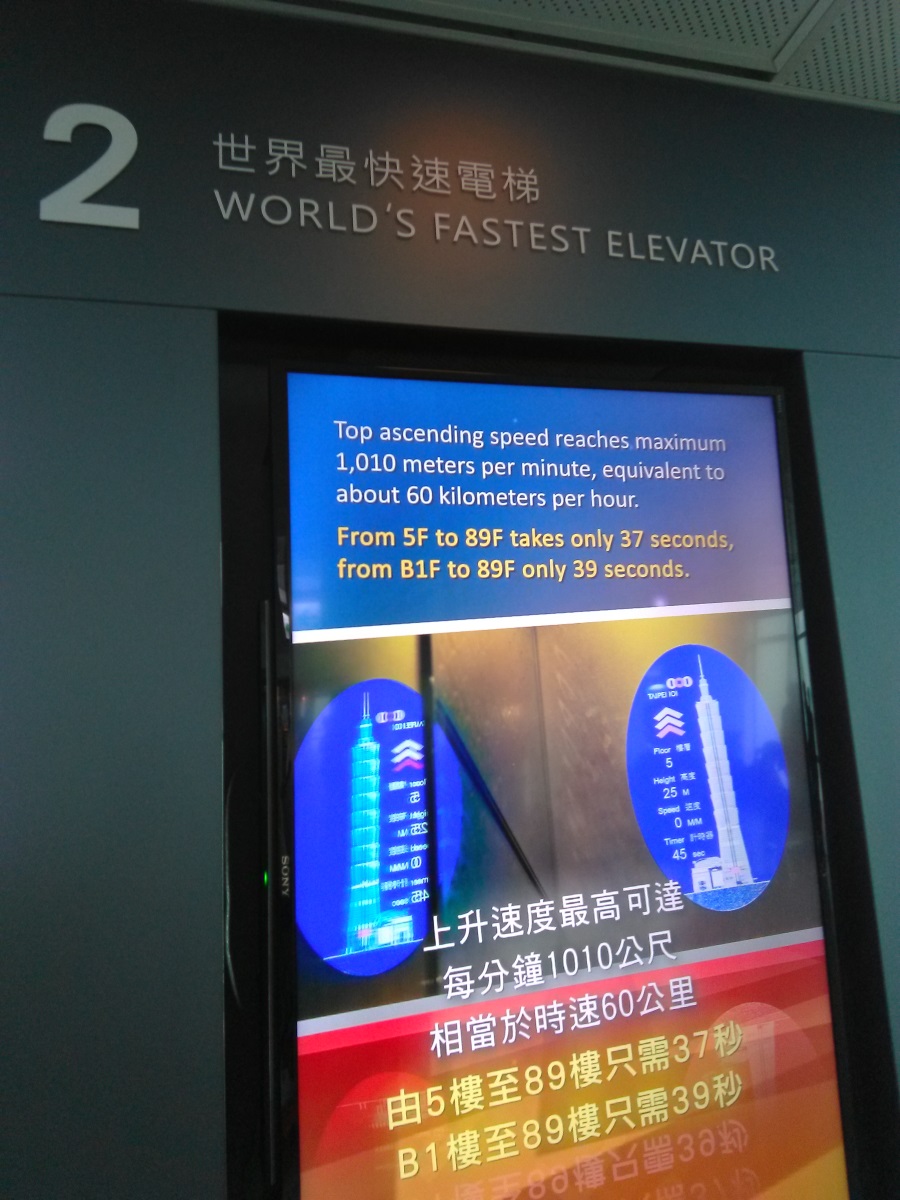 2
世界最快速電梯
WORLD'S FASTEST ELEVATOR
Top ascending speed reaches maximum
1,010 meters per minute, equivalent to
about 60 kilometers per hour.
From 5F to 89F takes only 37 seconds,
from B1F to 89F only 39 seconds.
TAIPEI 101
Floor 樓層
5
Height 高度
25 M
Speed 速度
0 M/M
Timer 計時器
45 sec
SONY
上升速度最高可達
每分鐘1010公尺
相當於時速60公里
由5樓至89樓只需37秒
B1樓至89樓只需39秒